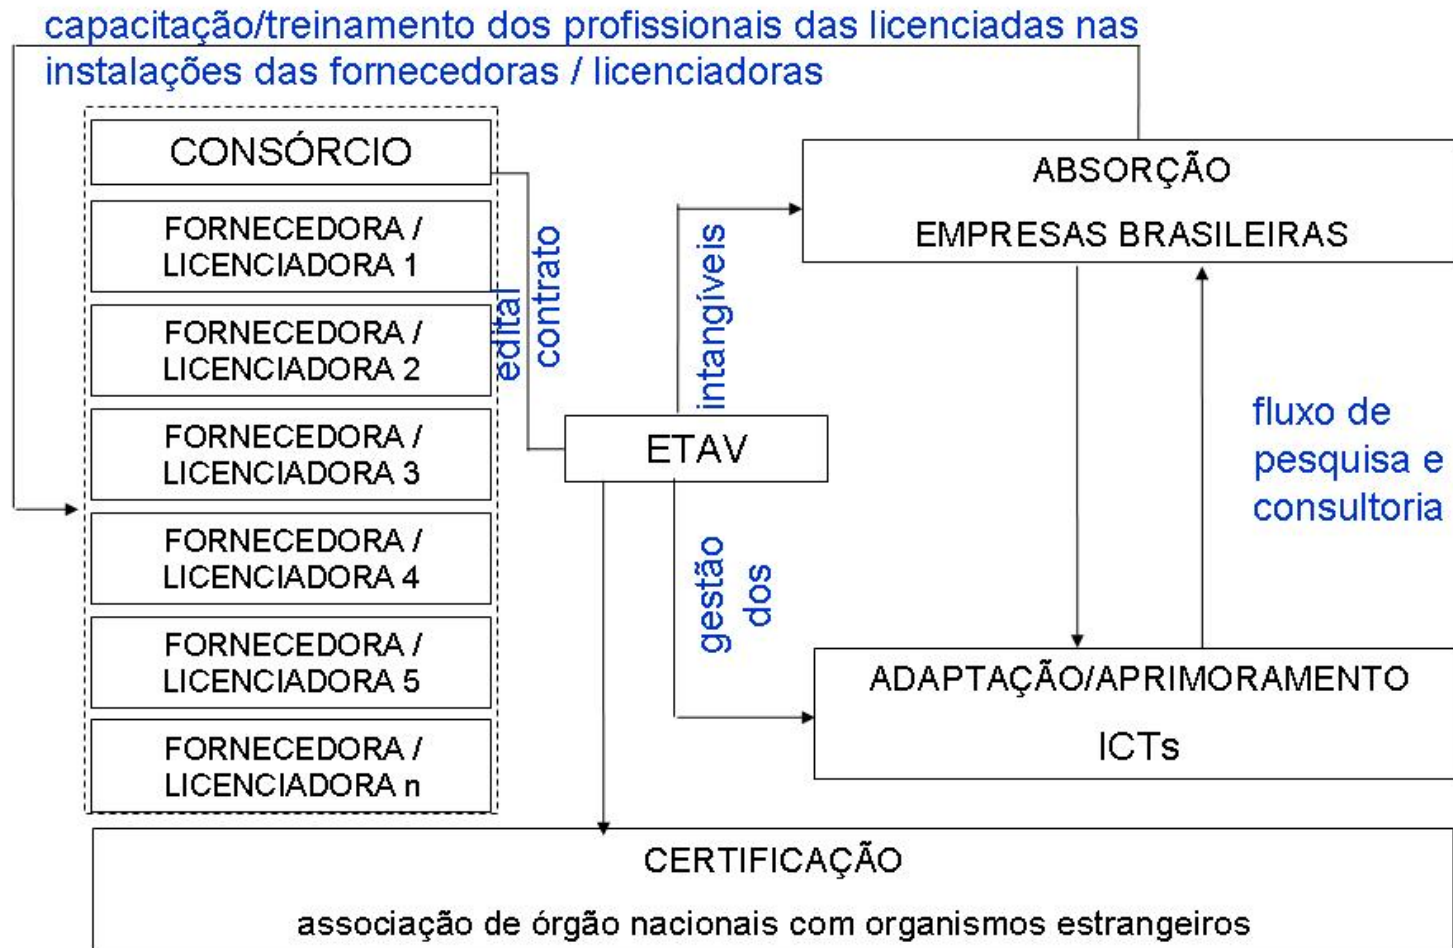 capacitação/treinamento dos profissionais das licenciadas nas
instalações das fornecedoras / licenciadoras
CONSÓRCIO
FORNECEDORA /
LICENCIADORA 1
FORNECEDORA /
LICENCIADORA 2
FORNECEDORA /
LICENCIADORA 3
FORNECEDORA /
LICENCIADORA 4
FORNECEDORA /
LICENCIADORA 5
FORNECEDORA /
LICENCIADORA n
edital
contrato
ETAV
intangíveis
gestão
dos
ABSORÇÃO
EMPRESAS BRASILEIRAS
fluxo de
pesquisa e
consultoria
ADAPTAÇÃO/APRIMORAMENTO
ICTs
CERTIFICAÇÃO
associação de órgão nacionais com organismos estrangeiros